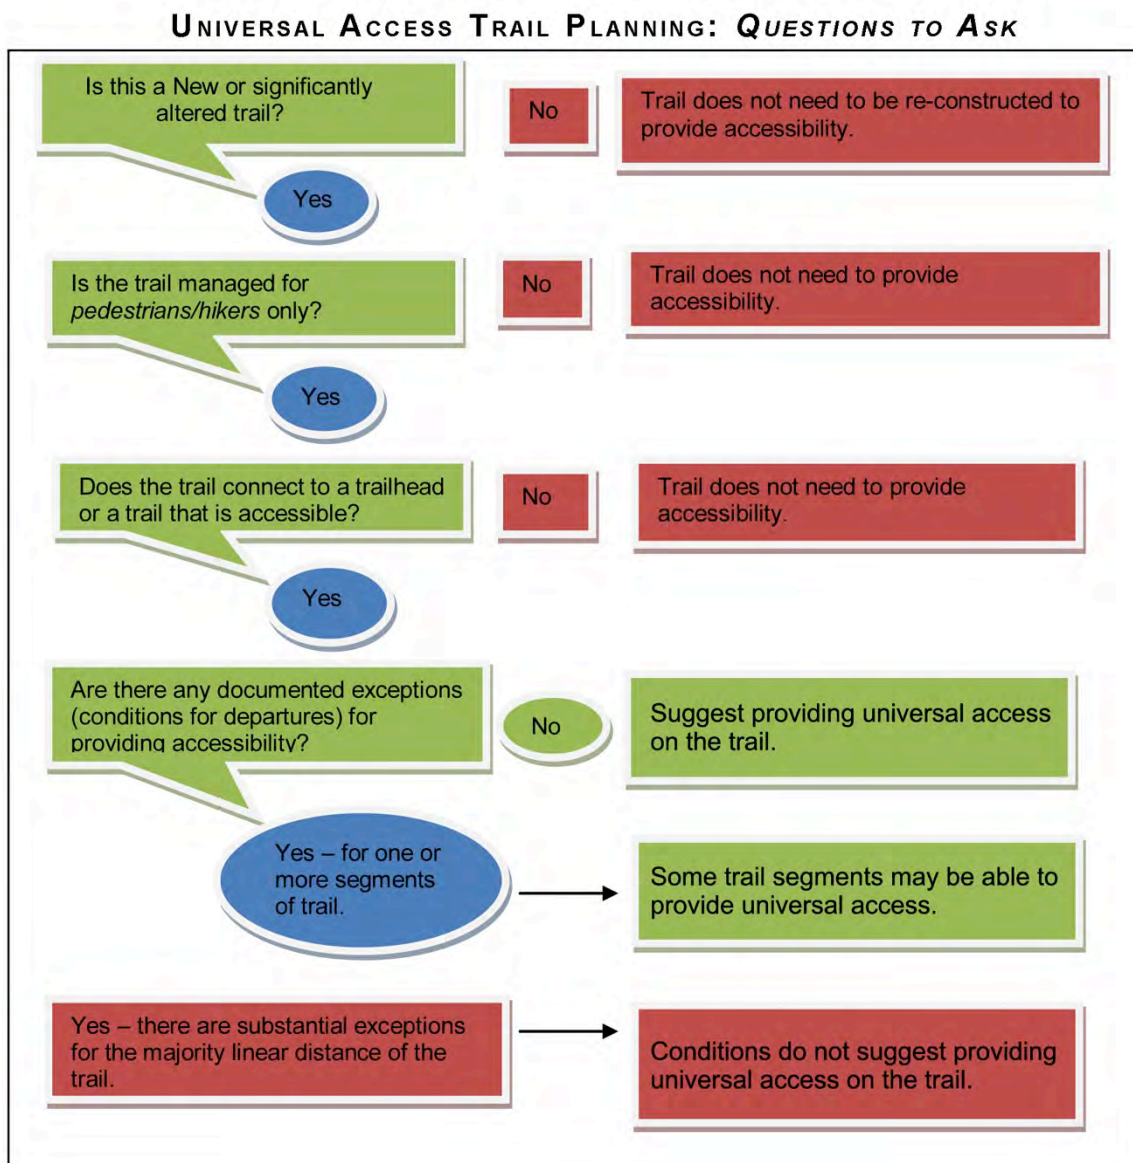 UNIVERSAL ACCESS TRAIL PLANNING: QUESTIONS TO ASK
Is this a New or significantly
altered trail?
No
Trail does not need to be re-constructed to
provide accessibility.
Yes
Is the trail managed for
pedestrians/hikers only?
No
Trail does not need to provide
accessibility.
Yes
Does the trail connect to a trailhead
or a trail that is accessible?
No
Trail does not need to provide
accessibility.
Yes
Are there any documented exceptions
(conditions for departures) for
providing accessibility?
No
Suggest providing universal access
on the trail.
Yes – for one or
more segments
of trail.
Some trail segments may be able to
provide universal access.
Yes – there are substantial exceptions
for the majority linear distance of the
trail.
Conditions do not suggest providing
universal access on the trail.